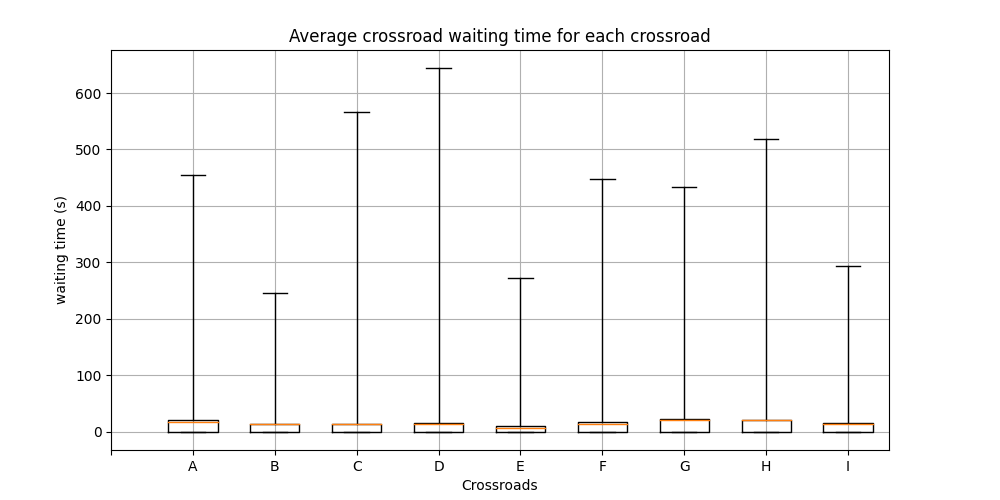 Average crossroad waiting time for each crossroad
600
500
400
300
200
100
0
waiting time (s)
A B C D E F G H I
Crossroads